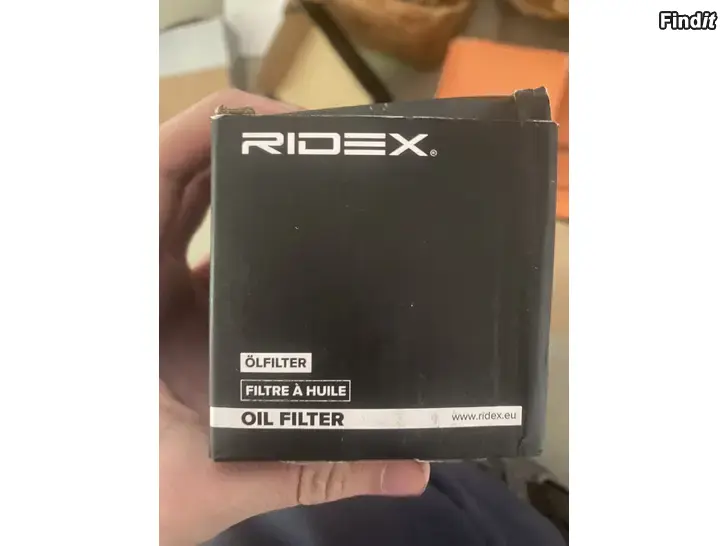 Findit
RIDEX®
ÖLFILTER
FILTRE À HUILE
OIL FILTER
www.ridex.eu